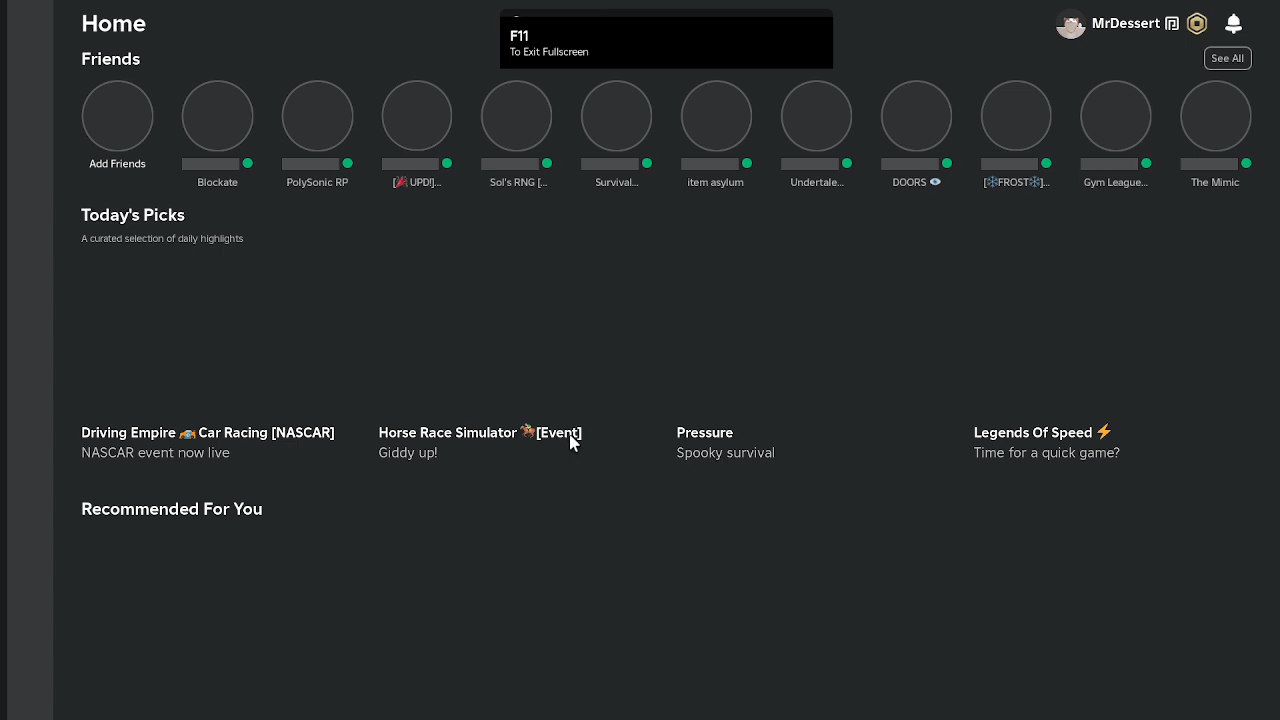 Home
F11
To Exit Fullscreen
MrDessert
Friends
See All
Add Friends
Blockate
PolySonic RP
[🎉 UPD!]...
Sol's RNG [...
Survival...
item asylum
Undertale...
DOORS 👁️
[❄️FROST❄️]...
Gym League...
The Mimic
Today's Picks
A curated selection of daily highlights
Driving Empire 🏎️ Car Racing [NASCAR]
NASCAR event now live
Horse Race Simulator 🏇[Event]
Giddy up!
Pressure
Spooky survival
Legends Of Speed ⚡
Time for a quick game?
Recommended For You